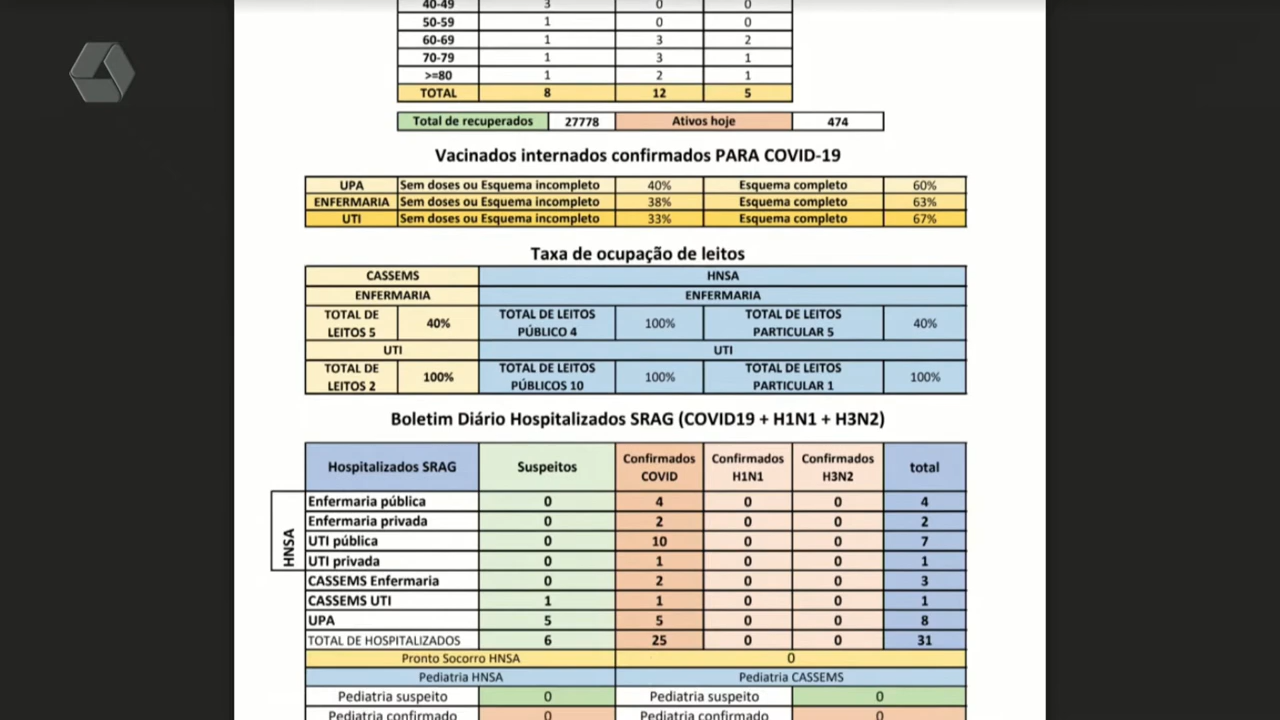 40-49 3 0 0
50-59 1 0 0
60-69 1 3 2
70-79 1 3 1
>=80 1 2 1
TOTAL 8 12 5
Total de recuperados 27778 Ativos hoje 474
Vacinados internados confirmados PARA COVID-19
UPA Sem doses ou Esquema incompleto 40% Esquema completo 60%
ENFERMARIA Sem doses ou Esquema incompleto 38% Esquema completo 63%
UTI Sem doses ou Esquema incompleto 33% Esquema completo 67%
Taxa de ocupação de leitos
CASSEMS HNSA
ENFERMARIA ENFERMARIA
TOTAL DE LEITOS 5 40% TOTAL DE LEITOS PÚBLICO 4 100% TOTAL DE LEITOS PARTICULAR 5 40%
UTI UTI
TOTAL DE LEITOS 2 100% TOTAL DE LEITOS PÚBLICOS 10 100% TOTAL DE LEITOS PARTICULAR 1 100%
Boletim Diário Hospitalizados SRAG (COVID19 + H1N1 + H3N2)
Hospitalizados SRAG Suspeitos Confirmados COVID Confirmados H1N1 Confirmados H3N2 total
HNSA
Enfermaria pública 0 4 0 0 4
Enfermaria privada 0 2 0 0 2
UTI pública 0 10 0 0 7
UTI privada 0 1 0 0 1
CASSEMS Enfermaria 0 2 0 0 3
CASSEMS UTI 1 1 0 0 1
UPA 5 5 0 0 8
TOTAL DE HOSPITALIZADOS 6 25 0 0 31
Pronto Socorro HNSA 0
Pediatria HNSA Pediatria CASSEMS
Pediatria suspeito 0 Pediatria suspeito 0
Pediatria confirmado 0 Pediatria confirmado 0